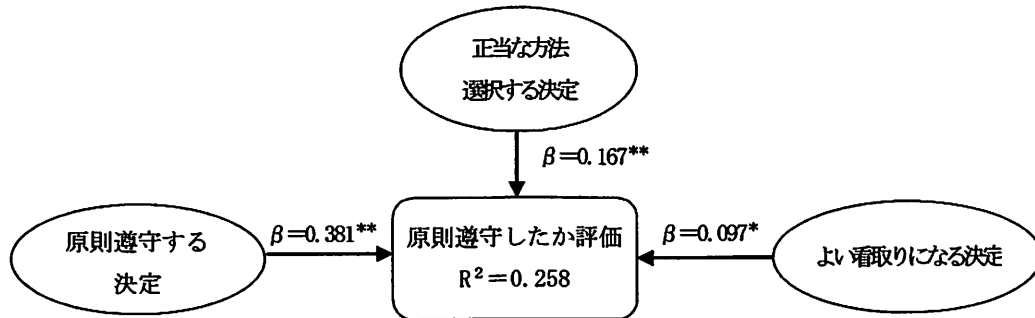 正当な方法
選択する決定
β=0.167**
原則遵守する
決定
β=0.381**
原則遵守したか評価
R²=0.258
β=0.097*
よい看取りになる決定